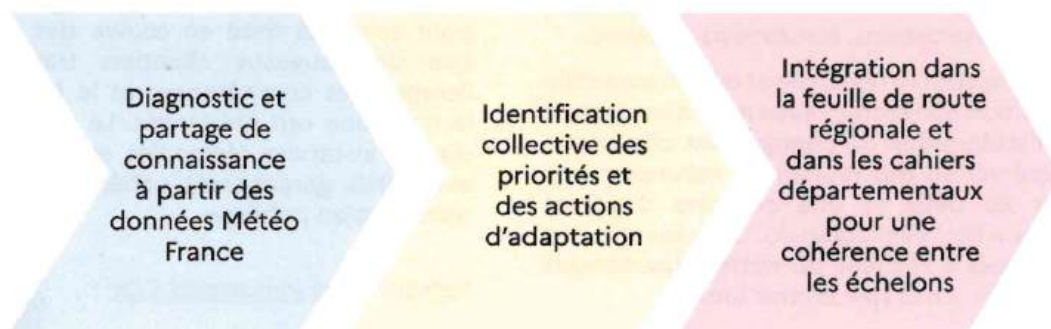 Diagnostic et
partage de
connaissance
à partir des
données Météo
France
Identification
collective des
priorités et
des actions
d'adaptation
Intégration dans
la feuille de route
régionale et
dans les cahiers
départementaux
pour une
cohérence entre
les échelons